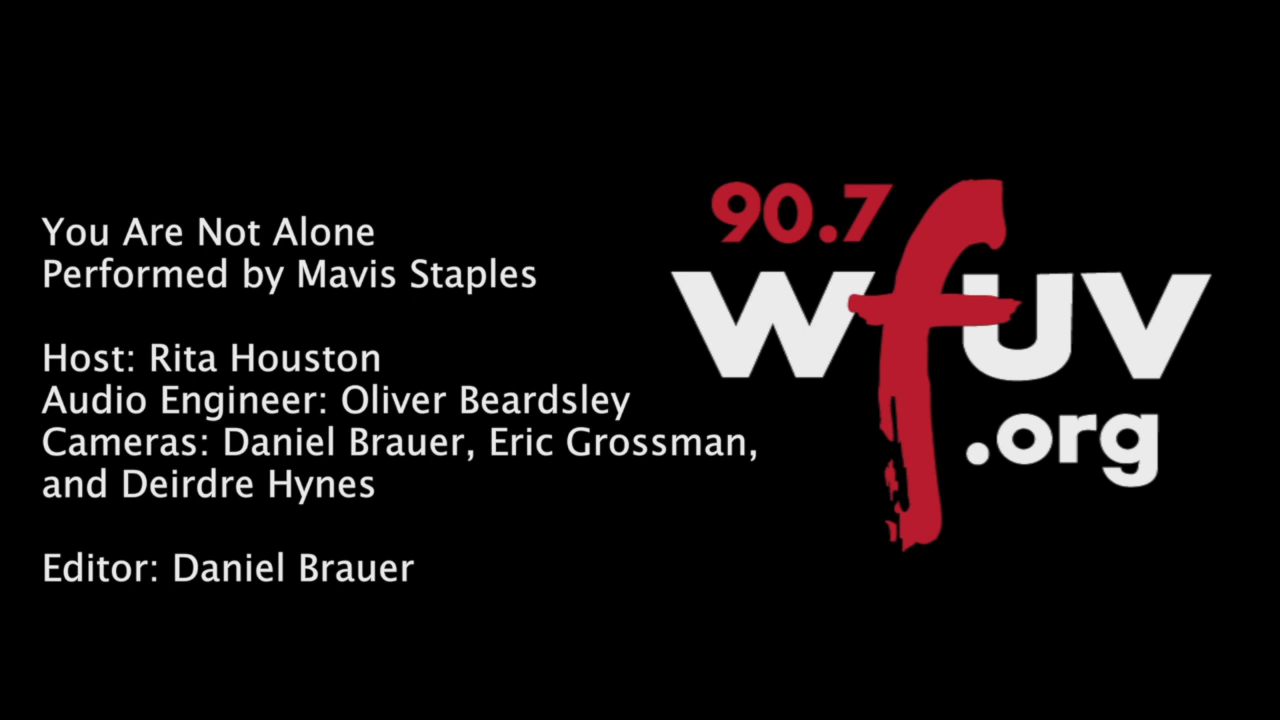 You Are Not Alone
Performed by Mavis Staples
Host: Rita Houston
Audio Engineer: Oliver Beardsley
Cameras: Daniel Brauer, Eric Grossman,
and Deirdre Hynes
Editor: Daniel Brauer
90.7
wfuv
.org